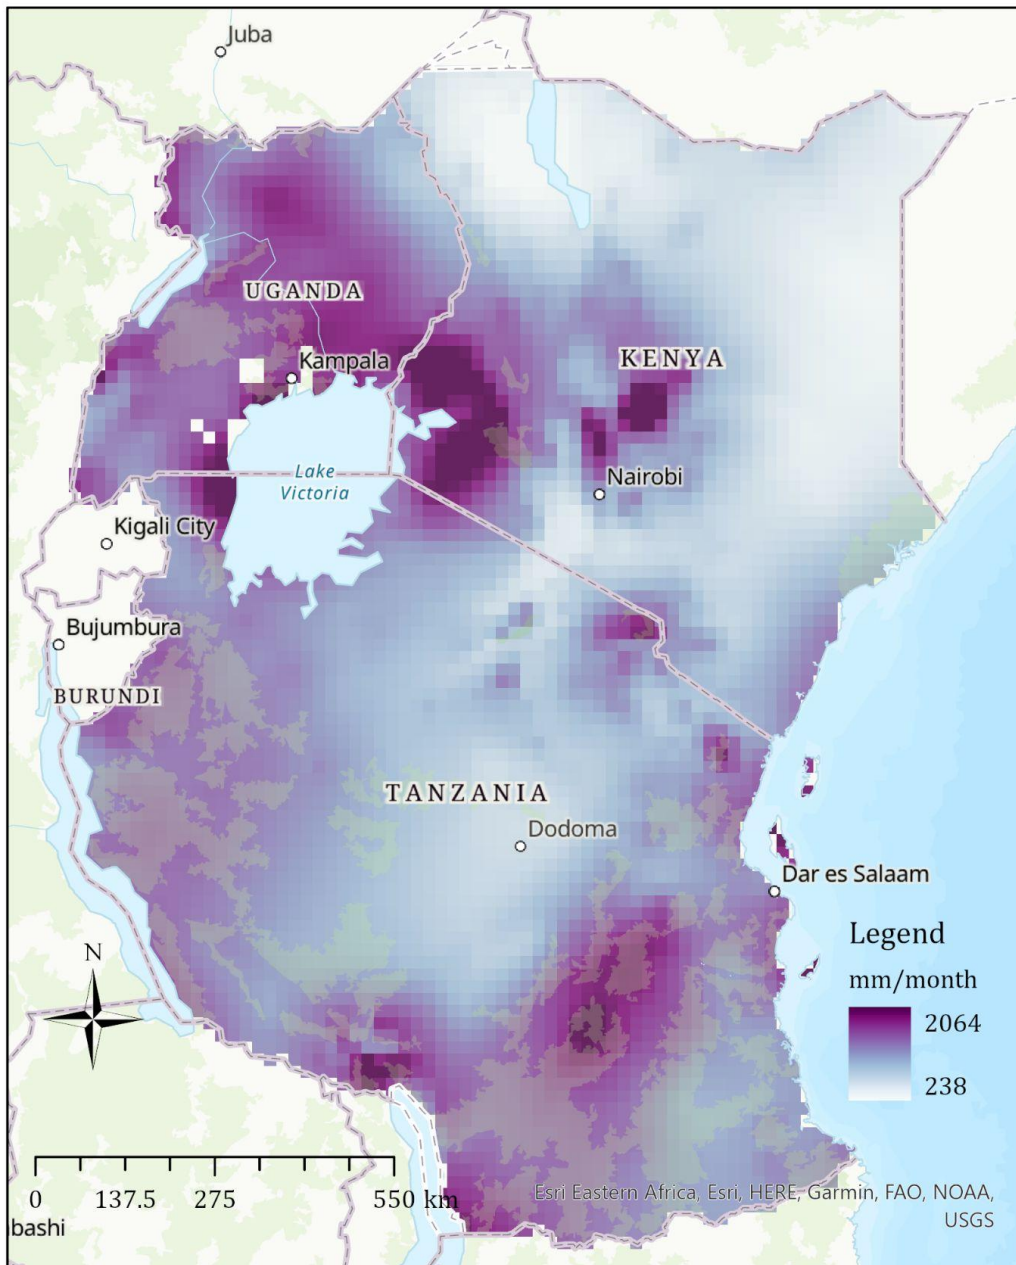 Juba
UGANDA
Kampala
KENYA
Lake
Victoria
Nairobi
Kigali City
Bujumbura
BURUNDI
TANZANIA
Dodoma
Dar es Salaam
Legend
mm/month
2064
238
N
0 137.5 275 550 km
Esri Eastern Africa, Esri, HERE, Garmin, FAO, NOAA,
USGS
bashi